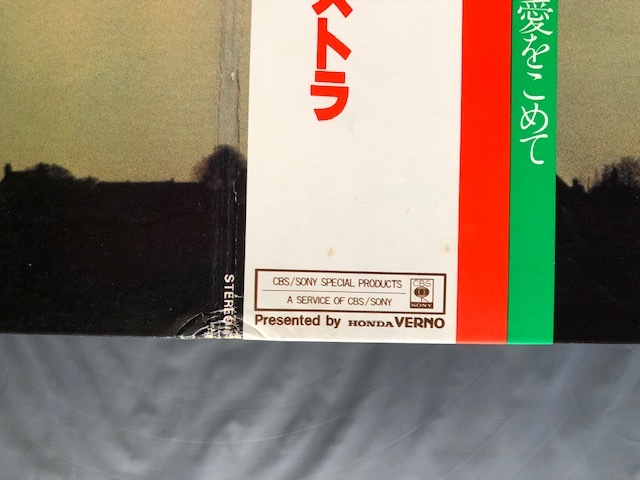 愛をこめて
ストラ
CBS/SONY SPECIAL PRODUCTS
A SERVICE OF CBS/SONY
CBS
SONY
Presented by HONDA VERNO
STEREO